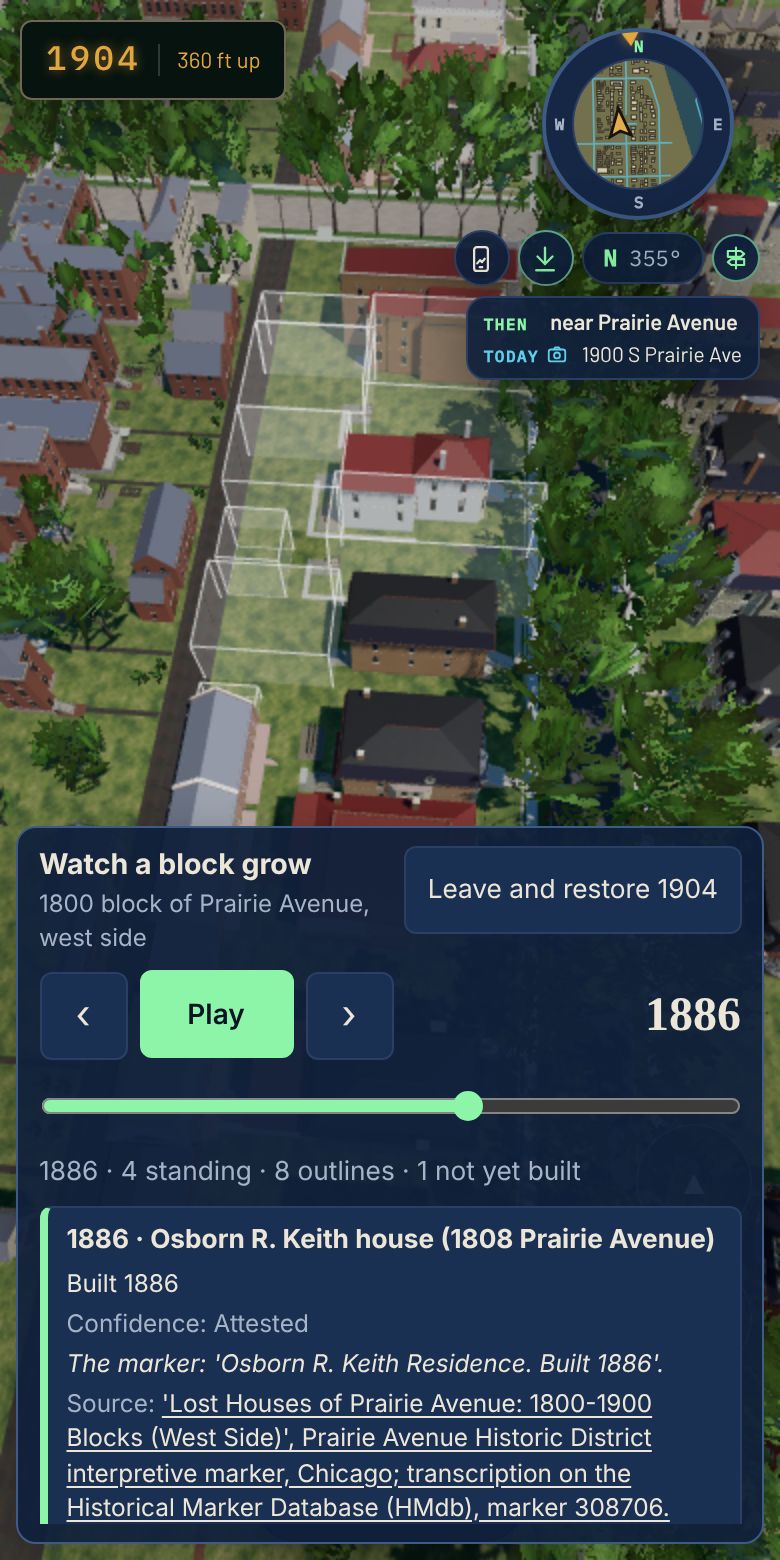 1904
360 ft up
N
W
E
S
N 355°
THEN near Prairie Avenue
TODAY 1900 S Prairie Ave
Watch a block grow
1800 block of Prairie Avenue,
west side
Leave and restore 1904
‹
Play
›
1886
1886 · 4 standing · 8 outlines · 1 not yet built
1886 · Osborn R. Keith house (1808 Prairie Avenue)
Built 1886
Confidence: Attested
The marker: 'Osborn R. Keith Residence. Built 1886'.
Source: 'Lost Houses of Prairie Avenue: 1800-1900
Blocks (West Side)', Prairie Avenue Historic District
interpretive marker, Chicago; transcription on the
Historical Marker Database (HMdb), marker 308706.